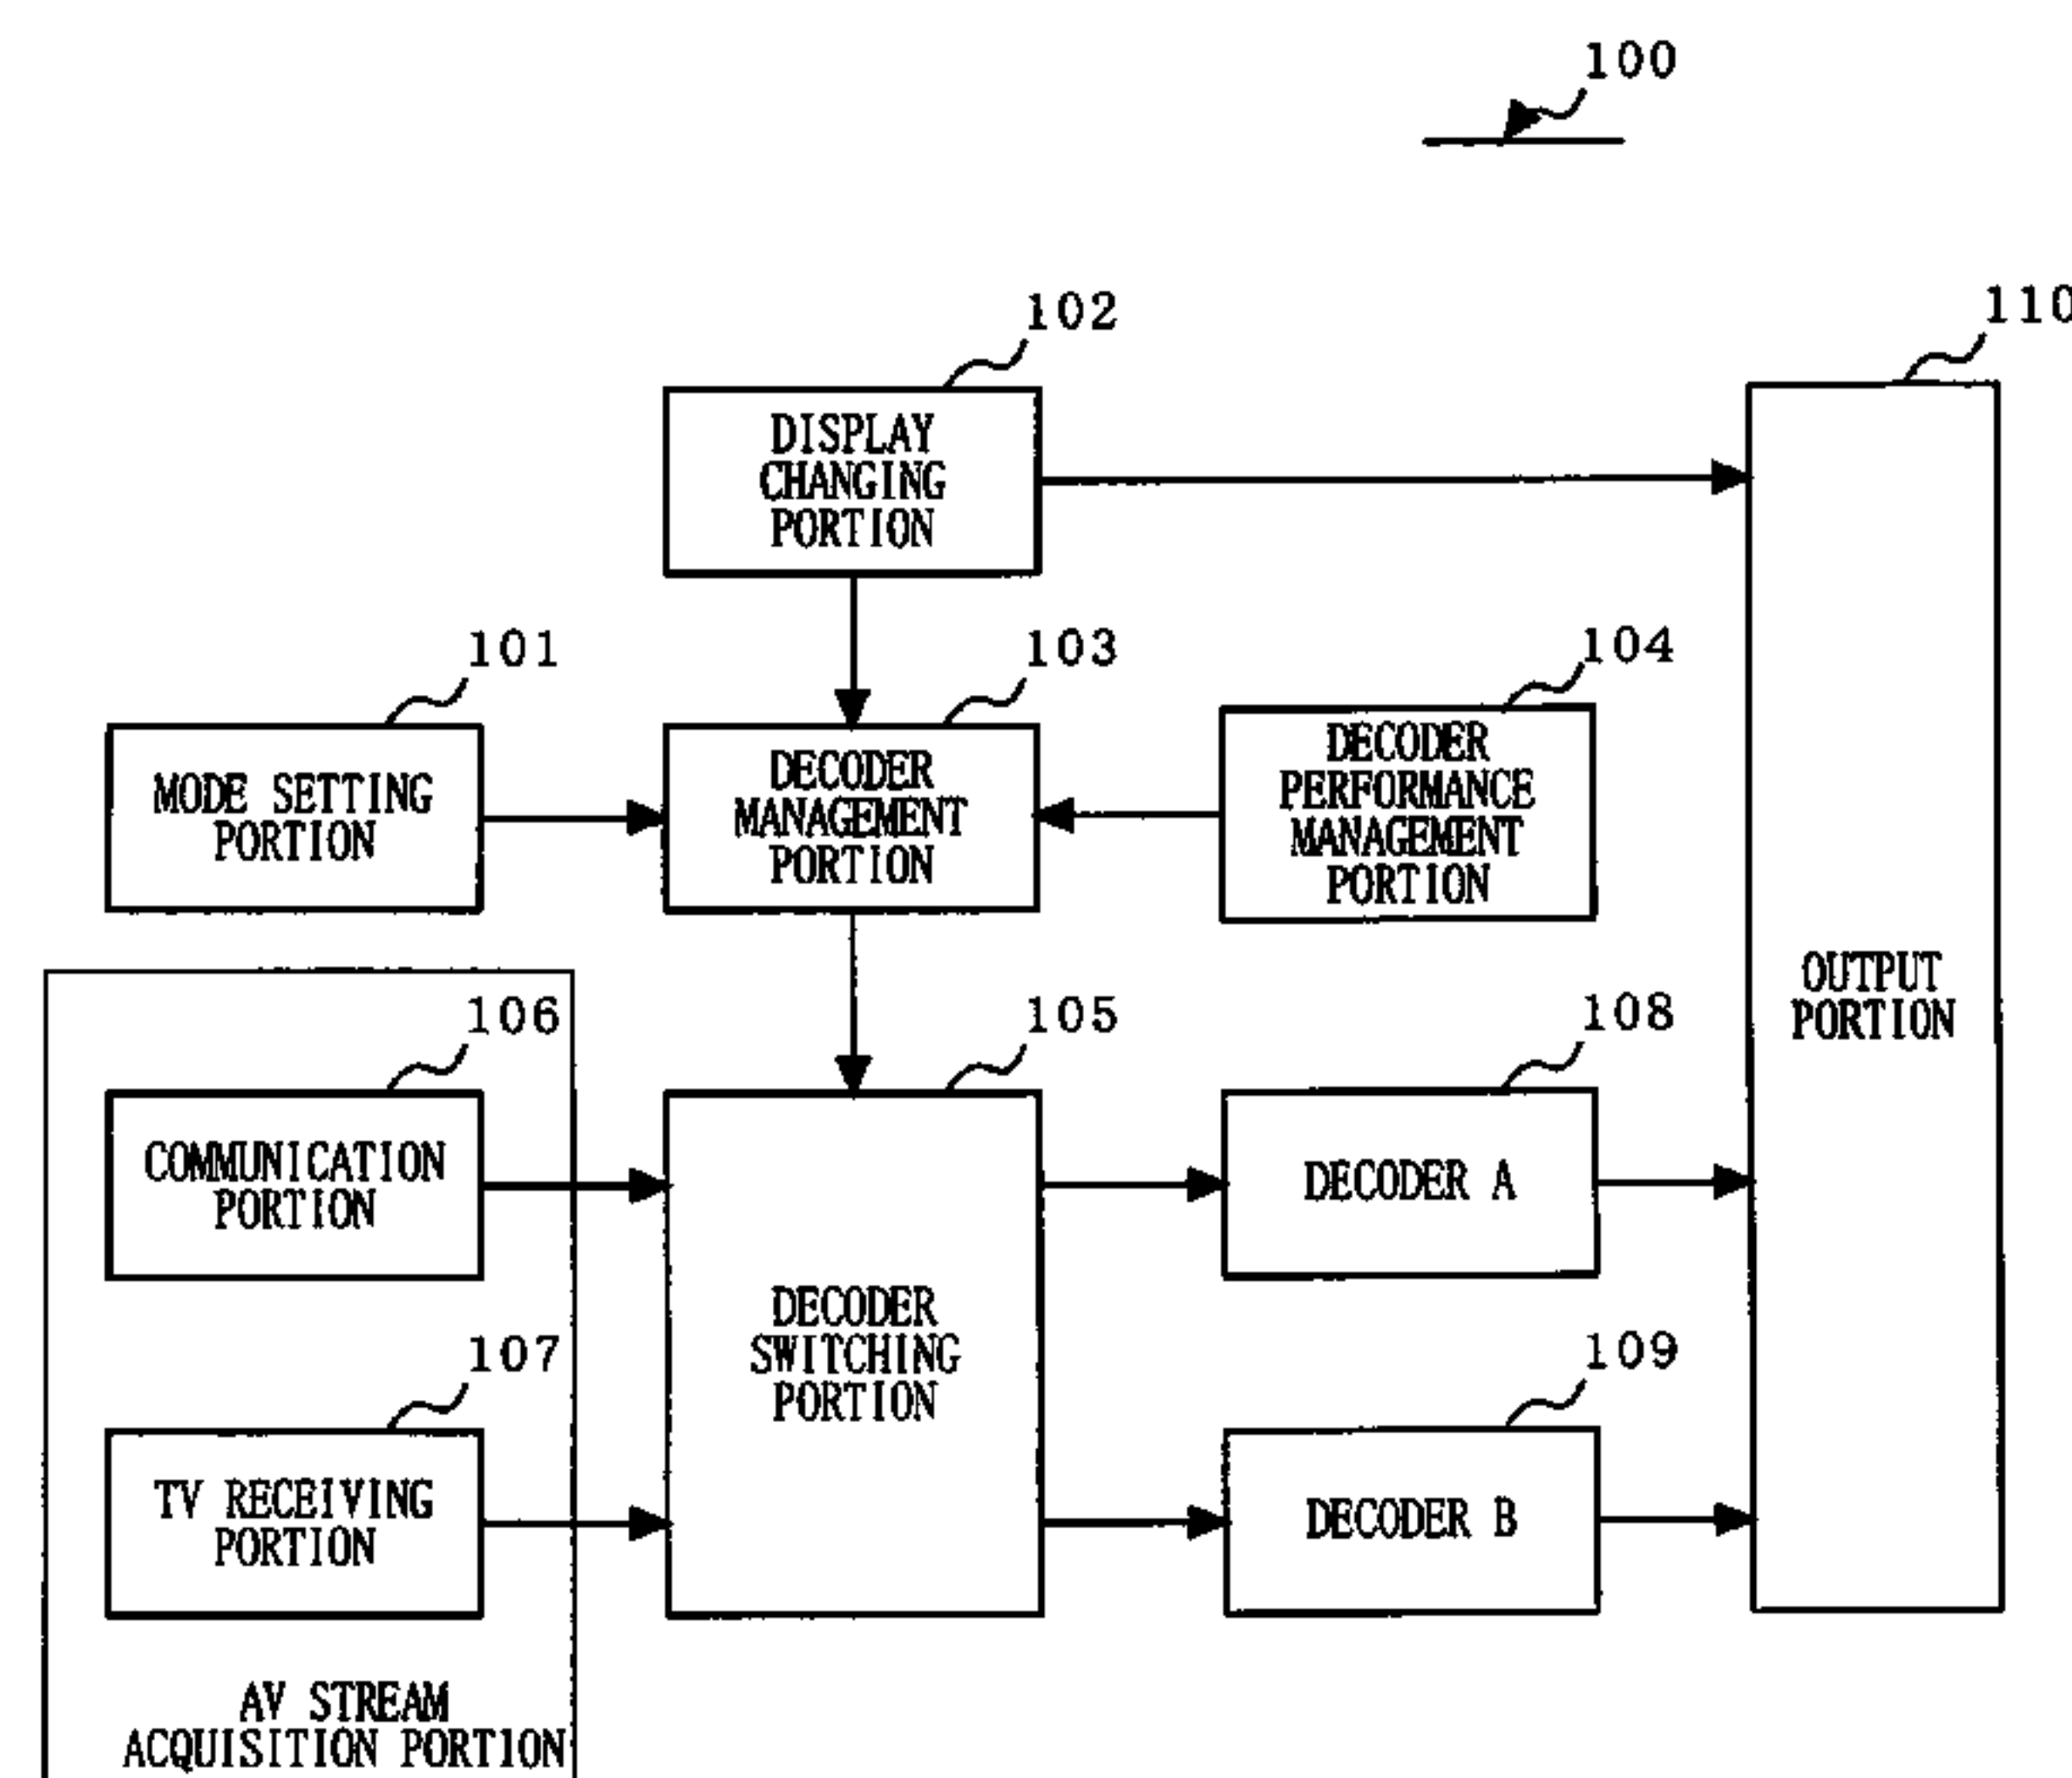 100
102
110
DISPLAY
CHANGING
PORTION
101
103
104
MODE SETTING
PORTION
DECODER
MANAGEMENT
PORTION
DECODER
PERFORMANCE
MANAGEMENT
PORTION
OUTPUT
PORTION
106
105
108
COMMUNICATION
PORTION
DECODER A
DECODER
SWITCHING
PORTION
107
109
TV RECEIVING
PORTION
DECODER B
AV STREAM
ACQUISITION PORTION